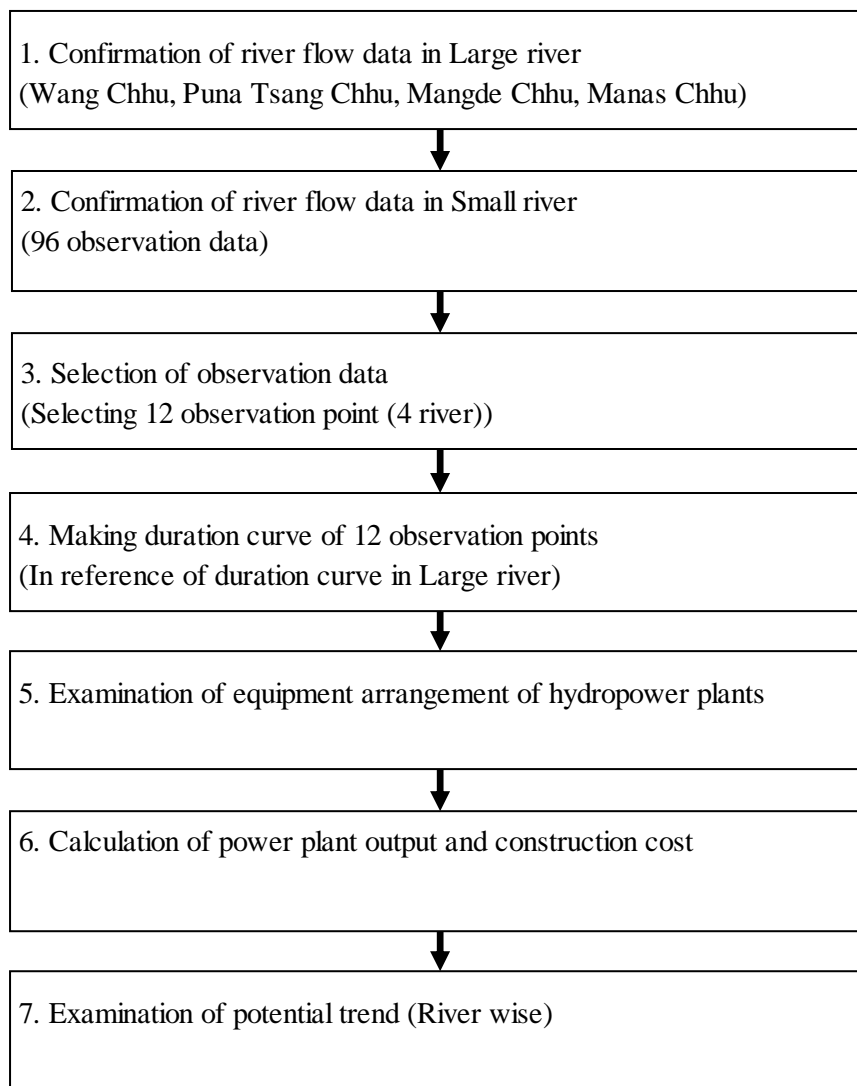 1. Confirmation of river flow data in Large river
(Wang Chhu, Puna Tsang Chhu, Mangde Chhu, Manas Chhu)
2. Confirmation of river flow data in Small river
(96 observation data)
3. Selection of observation data
(Selecting 12 observation point (4 river))
4. Making duration curve of 12 observation points
(In reference of duration curve in Large river)
5. Examination of equipment arrangement of hydropower plants
6. Calculation of power plant output and construction cost
7. Examination of potential trend (River wise)